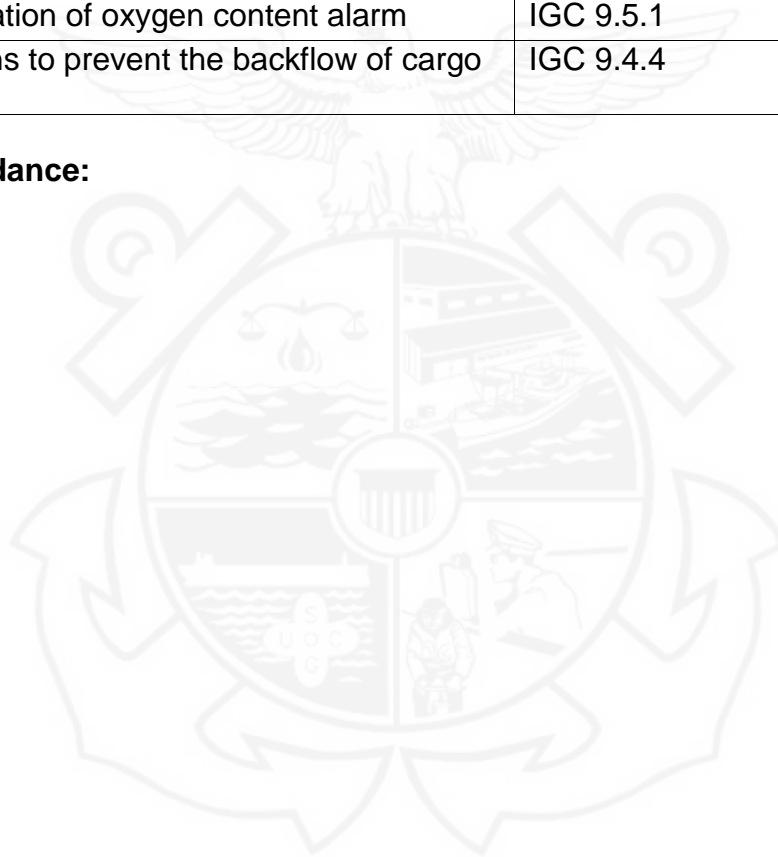 ation of oxygen content alarm IGC 9.5.1
ns to prevent the backflow of cargo IGC 9.4.4
dance:
S
U O C
G